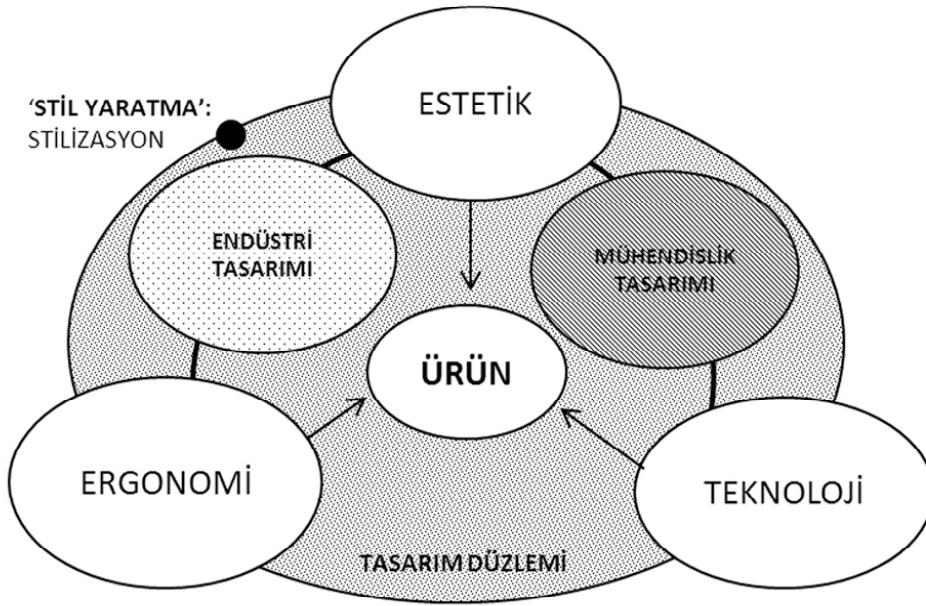 ESTETİK
‘STİL YARATMA’:
STİLİZASYON
ENDÜSTRİ
TASARIMI
MÜHENDİSLİK
TASARIMI
ÜRÜN
ERGONOMİ
TEKNOLOJİ
TASARIM DÜZLEMİ